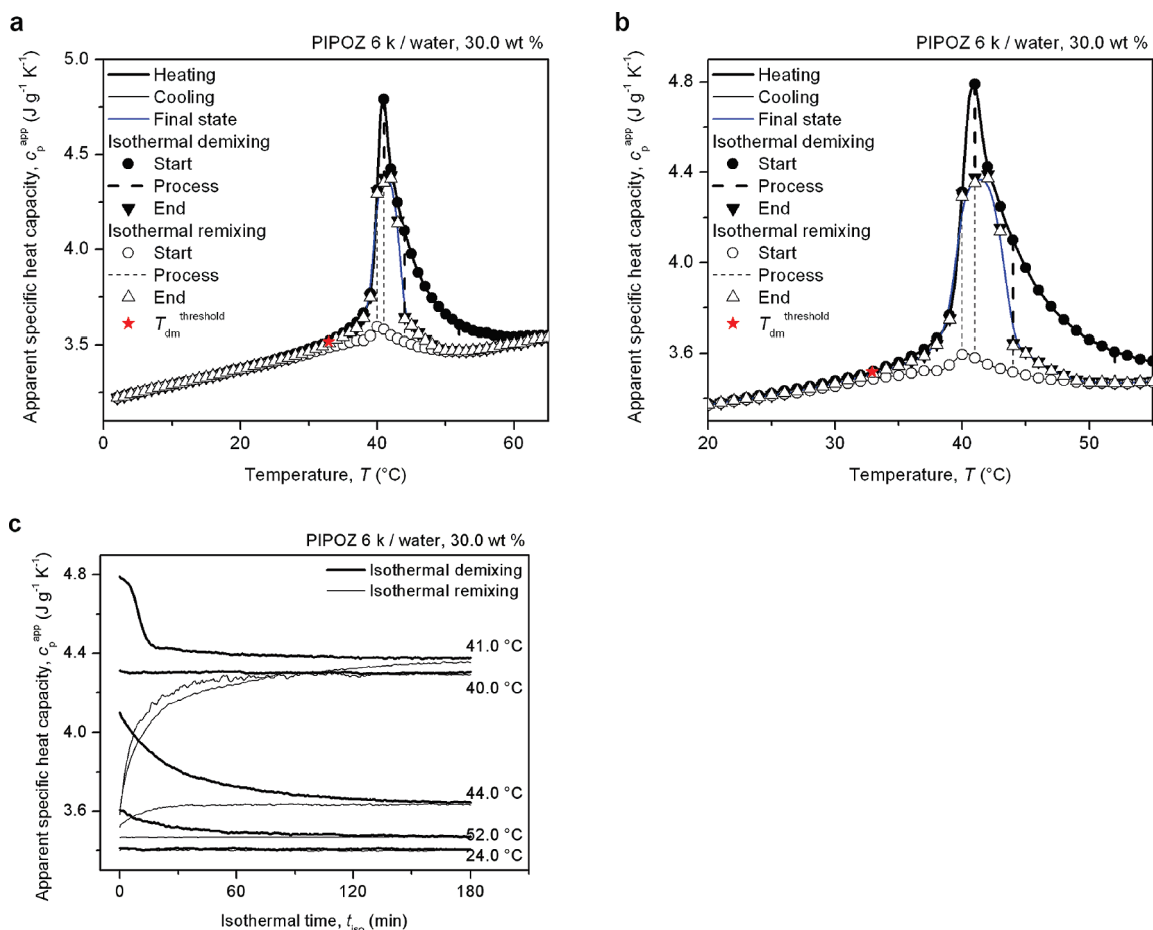 a
PIPOZ 6 k / water, 30.0 wt %
Apparent specific heat capacity, c_p^app (J g⁻¹ K⁻¹)
5.0
4.5
4.0
3.5
Heating
Cooling
Final state
Isothermal demixing
Start
Process
End
Isothermal remixing
Start
Process
End
T_dm^threshold
0
20
40
60
Temperature, T (°C)
b
PIPOZ 6 k / water, 30.0 wt %
Apparent specific heat capacity, c_p^app (J g⁻¹ K⁻¹)
4.8
4.4
4.0
3.6
Heating
Cooling
Final state
Isothermal demixing
Start
Process
End
Isothermal remixing
Start
Process
End
T_dm^threshold
20
30
40
50
Temperature, T (°C)
c
PIPOZ 6 k / water, 30.0 wt %
Apparent specific heat capacity, c_p^app (J g⁻¹ K⁻¹)
4.8
4.4
4.0
3.6
Isothermal demixing
Isothermal remixing
41.0 °C
40.0 °C
44.0 °C
52.0 °C
24.0 °C
0
60
120
180
Isothermal time, t_iso (min)